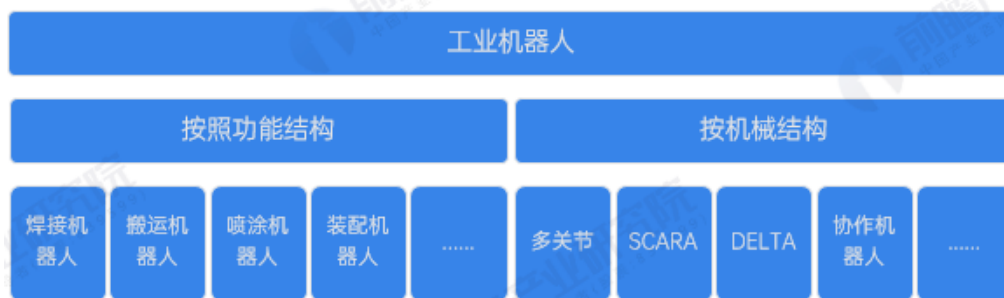 工业机器人
按照功能结构
按机械结构
焊接机
器人
搬运机
器人
喷涂机
器人
装配机
器人
......
多关节
SCARA
DELTA
协作机
器人
......